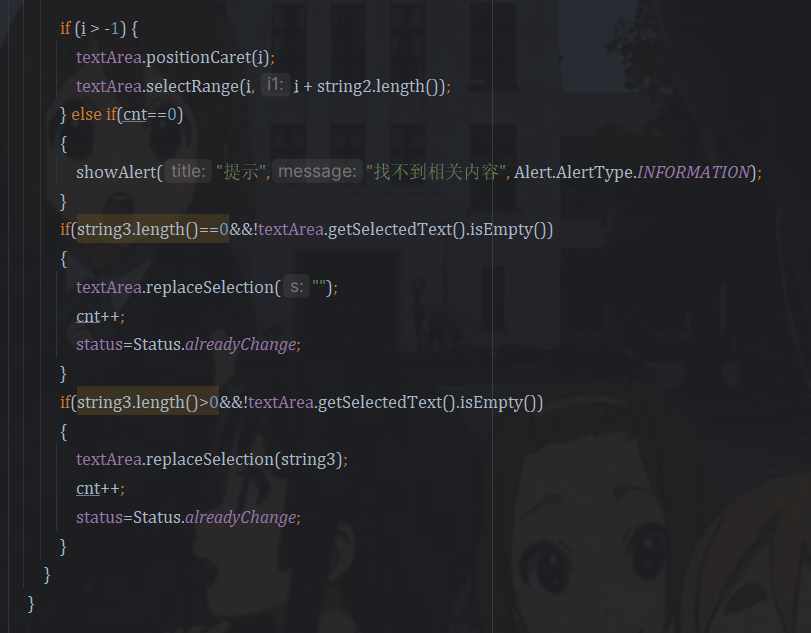 if (i > -1) {
textArea.positionCaret(i);
textArea.selectRange(i, i1: i + string2.length());
} else if(cnt==0)
{
showAlert( title: "提示", message: "找不到相关内容", Alert.AlertType.INFORMATION);
}
if(string3.length()==0&&!textArea.getSelectedText().isEmpty())
{
textArea.replaceSelection( s: "");
cnt++;
status=Status.alreadyChange;
}
if(string3.length()>0&&!textArea.getSelectedText().isEmpty())
{
textArea.replaceSelection(string3);
cnt++;
status=Status.alreadyChange;
}
}
}